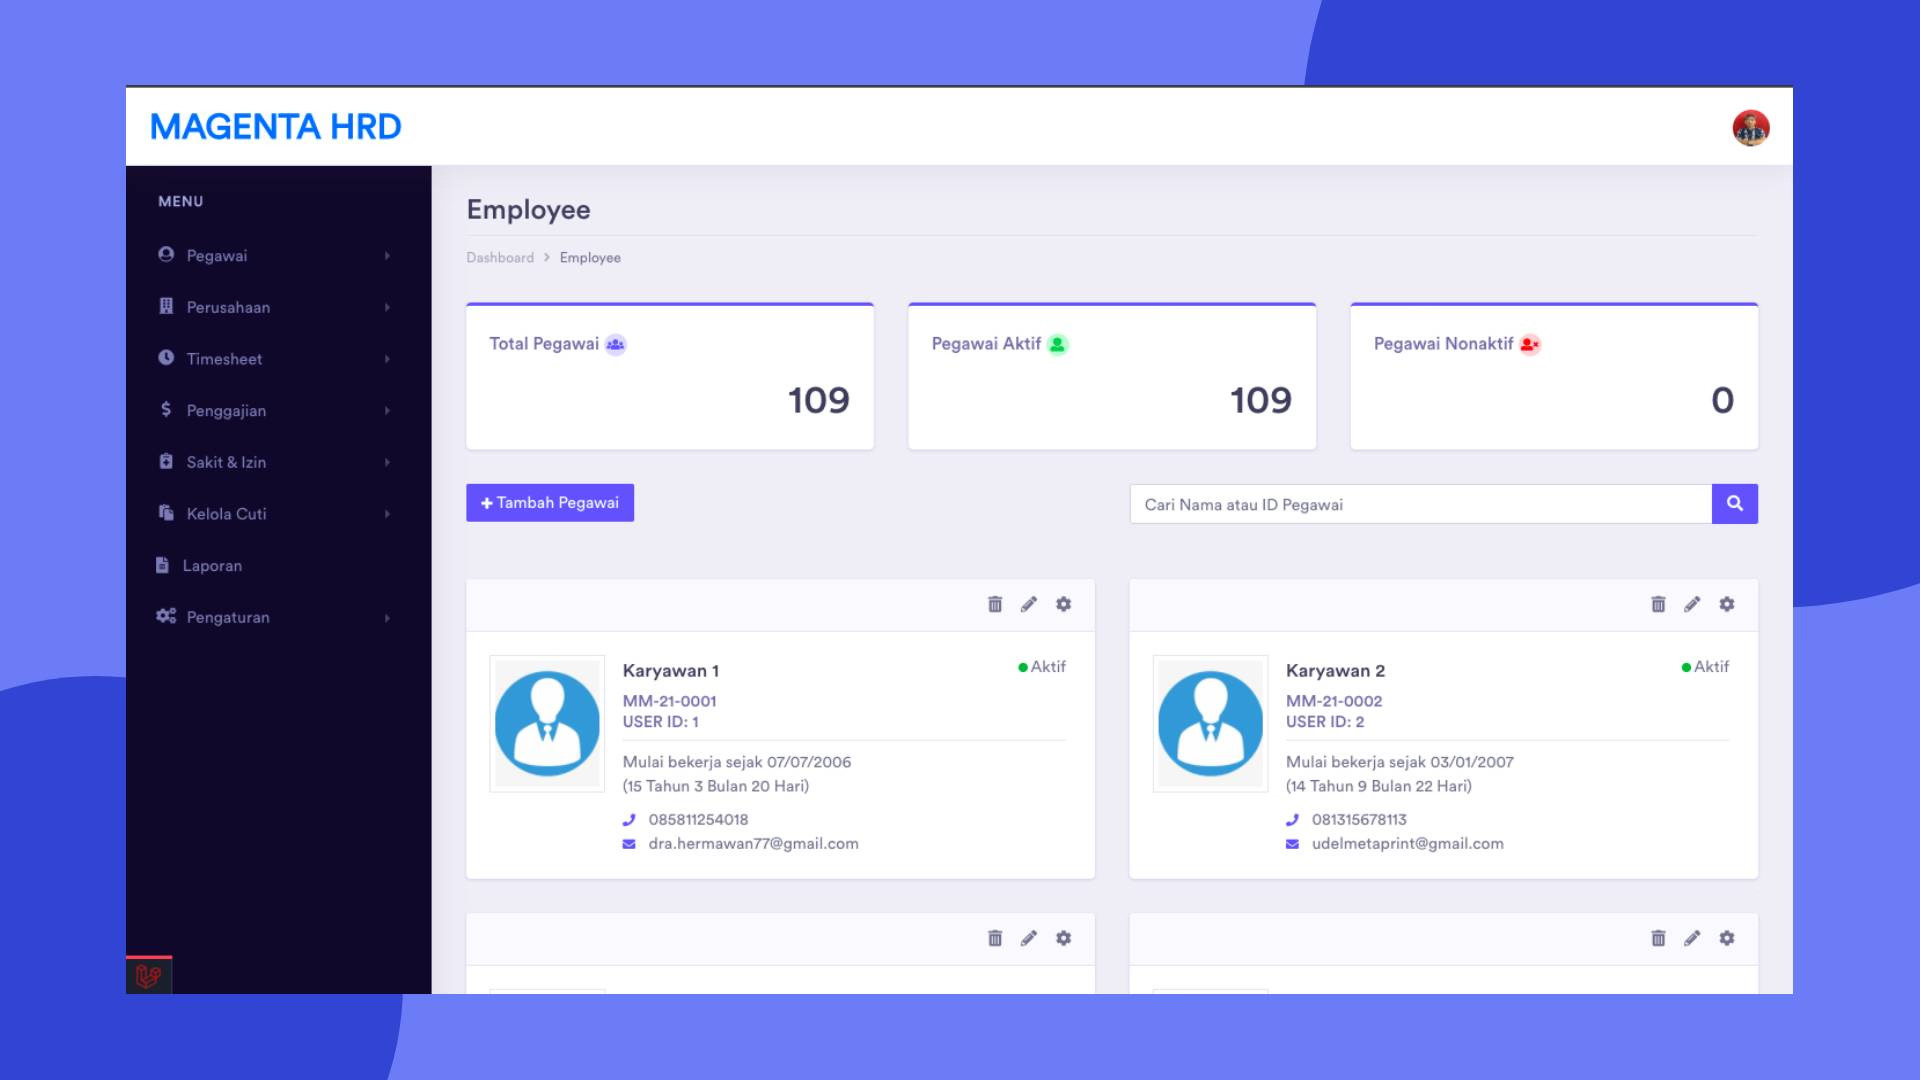 MAGENTA HRD
MENU
Pegawai
Perusahaan
Timesheet
Penggajian
Sakit & Izin
Kelola Cuti
Laporan
Pengaturan
Employee
Dashboard > Employee
Total Pegawai
109
Pegawai Aktif
109
Pegawai Nonaktif
0
+ Tambah Pegawai
Cari Nama atau ID Pegawai
Karyawan 1
Aktif
MM-21-0001
USER ID: 1
Mulai bekerja sejak 07/07/2006
(15 Tahun 3 Bulan 20 Hari)
085811254018
dra.hermawan77@gmail.com
Karyawan 2
Aktif
MM-21-0002
USER ID: 2
Mulai bekerja sejak 03/01/2007
(14 Tahun 9 Bulan 22 Hari)
081315678113
udelmetaprint@gmail.com